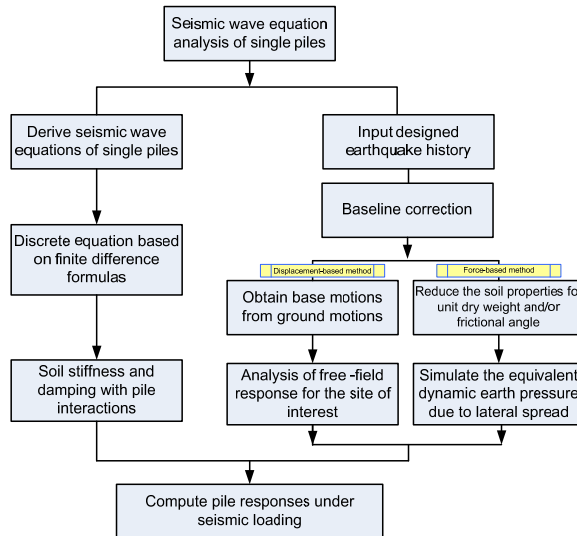 Seismic wave equation
analysis of single piles
Derive seismic wave
equations of single piles
Input designed
earthquake history
Baseline correction
Discrete equation based
on finite difference
formulas
Displacement-based method
Force-based method
Obtain base motions
from ground motions
Reduce the soil properties for
unit dry weight and/or
frictional angle
Soil stiffness and
damping with pile
interactions
Analysis of free-field
response for the site of
interest
Simulate the equivalent
dynamic earth pressure
due to lateral spread
Compute pile responses under
seismic loading